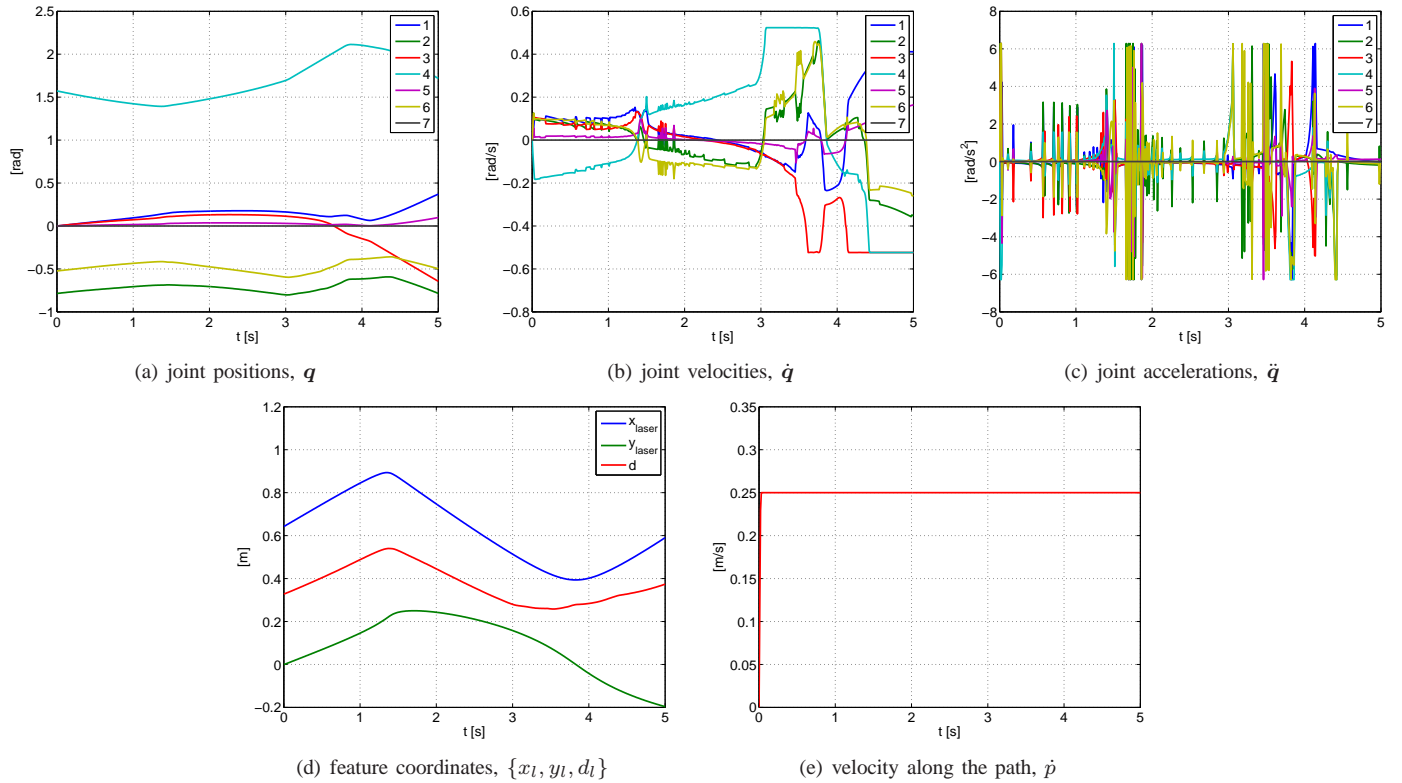 2.5
2
1.5
1
0.5
0
−0.5
−1
0 1 2 3 4 5
[rad]
t [s]
1
2
3
4
5
6
7
(a) joint positions, q
0.6
0.4
0.2
0
−0.2
−0.4
−0.6
−0.8
0 1 2 3 4 5
[rad/s]
t [s]
1
2
3
4
5
6
7
(b) joint velocities, q̇
8
6
4
2
0
−2
−4
−6
−8
0 1 2 3 4 5
[rad/s²]
t [s]
1
2
3
4
5
6
7
(c) joint accelerations, q̈
1.2
1
0.8
0.6
0.4
0.2
0
−0.2
0 1 2 3 4 5
[m]
t [s]
x_laser
y_laser
d
(d) feature coordinates, {x_l, y_l, d_l}
0.35
0.3
0.25
0.2
0.15
0.1
0.05
0
0 1 2 3 4 5
[m/s]
t [s]
(e) velocity along the path, ṗ